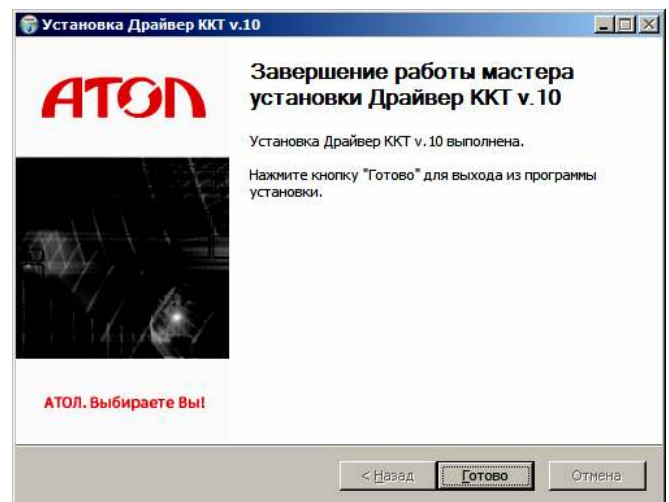 Установка Драйвер ККТ v.10
АТОЛ
Завершение работы мастера
установки Драйвер ККТ v.10
Установка Драйвер ККТ v.10 выполнена.
Нажмите кнопку "Готово" для выхода из программы
установки.
АТОЛ. Выбираете Вы!
< Назад
Готово
Отмена